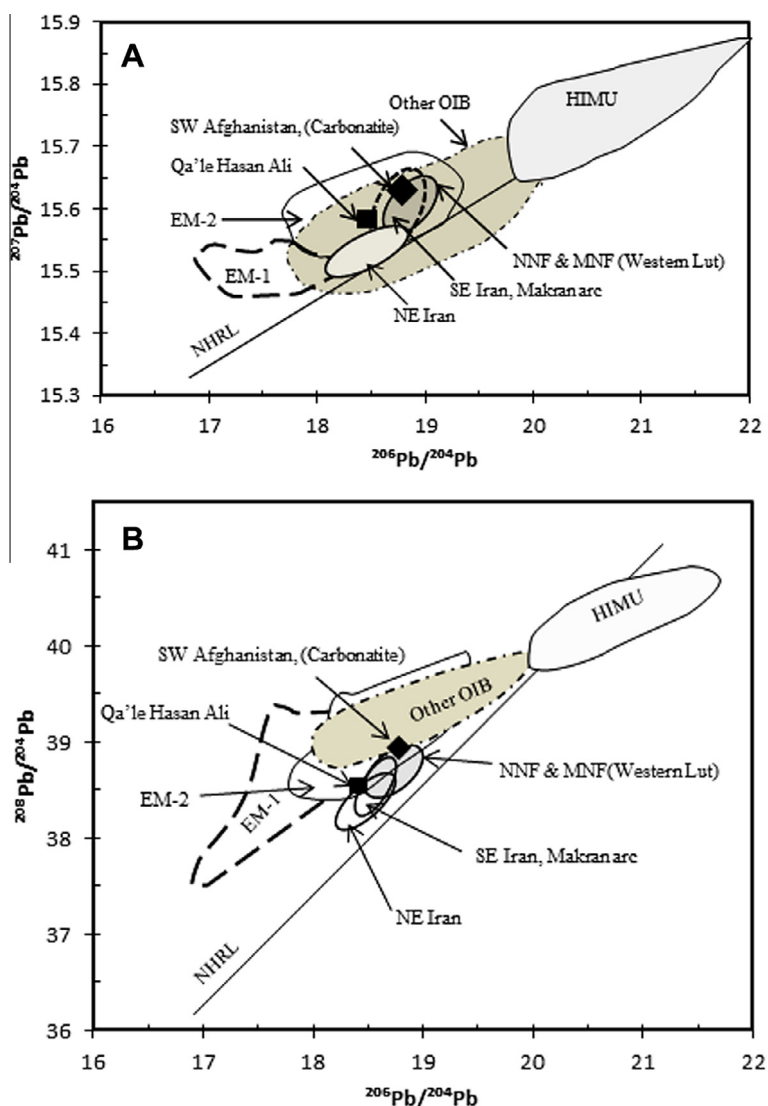 A
15.9
15.8
15.7
15.6
15.5
15.4
15.3
²⁰⁷Pb/²⁰⁴Pb
Other OIB
HIMU
SW Afghanistan, (Carbonatite)
Qa'le Hasan Ali
EM-2
EM-1
NNF & MNF (Western Lut)
SE Iran, Makran arc
NE Iran
NHRL
16 17 18 19 20 21 22
²⁰⁶Pb/²⁰⁴Pb
B
41
40
39
38
37
36
²⁰⁸Pb/²⁰⁴Pb
HIMU
SW Afghanistan, (Carbonatite)
Other OIB
Qa'le Hasan Ali
NNF & MNF (Western Lut)
EM-2
EM-1
SE Iran, Makran arc
NE Iran
NHRL
16 17 18 19 20 21 22
²⁰⁶Pb/²⁰⁴Pb